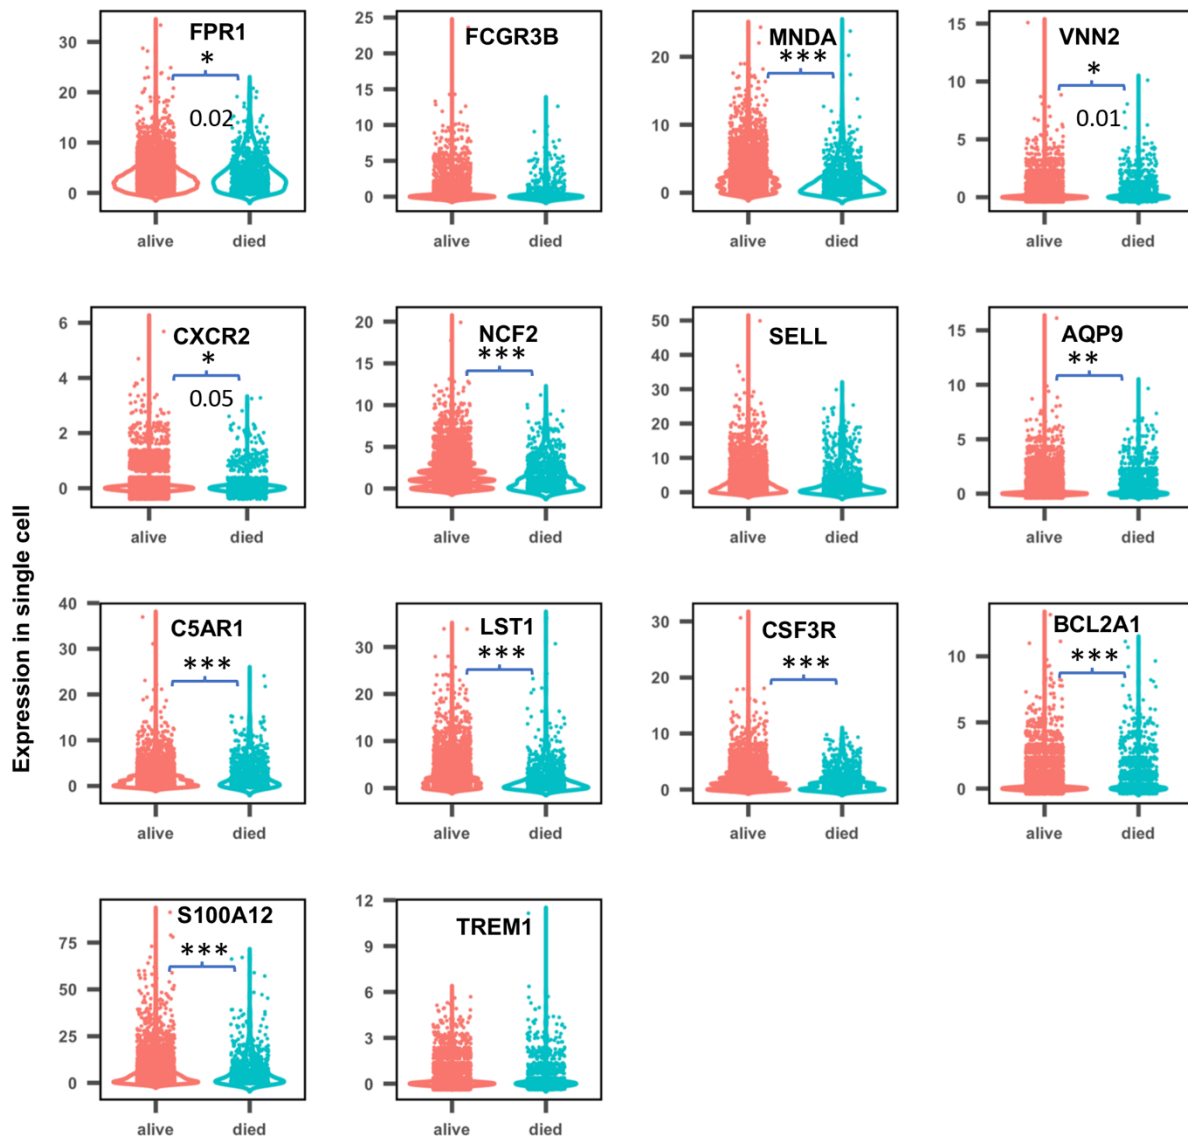 Expression in single cell
FPR1
*
0.02
30
20
10
0
alive died
FCGR3B
25
20
15
10
5
0
alive died
MNDA
***
20
10
0
alive died
VNN2
*
0.01
15
10
5
0
alive died
CXCR2
*
0.05
6
4
2
0
alive died
NCF2
***
20
15
10
5
0
alive died
SELL
50
40
30
20
10
0
alive died
AQP9
**
15
10
5
0
alive died
C5AR1
***
40
30
20
10
0
alive died
LST1
***
30
20
10
0
alive died
CSF3R
***
30
20
10
0
alive died
BCL2A1
***
10
5
0
alive died
S100A12
***
75
50
25
0
alive died
TREM1
12
9
6
3
0
alive died